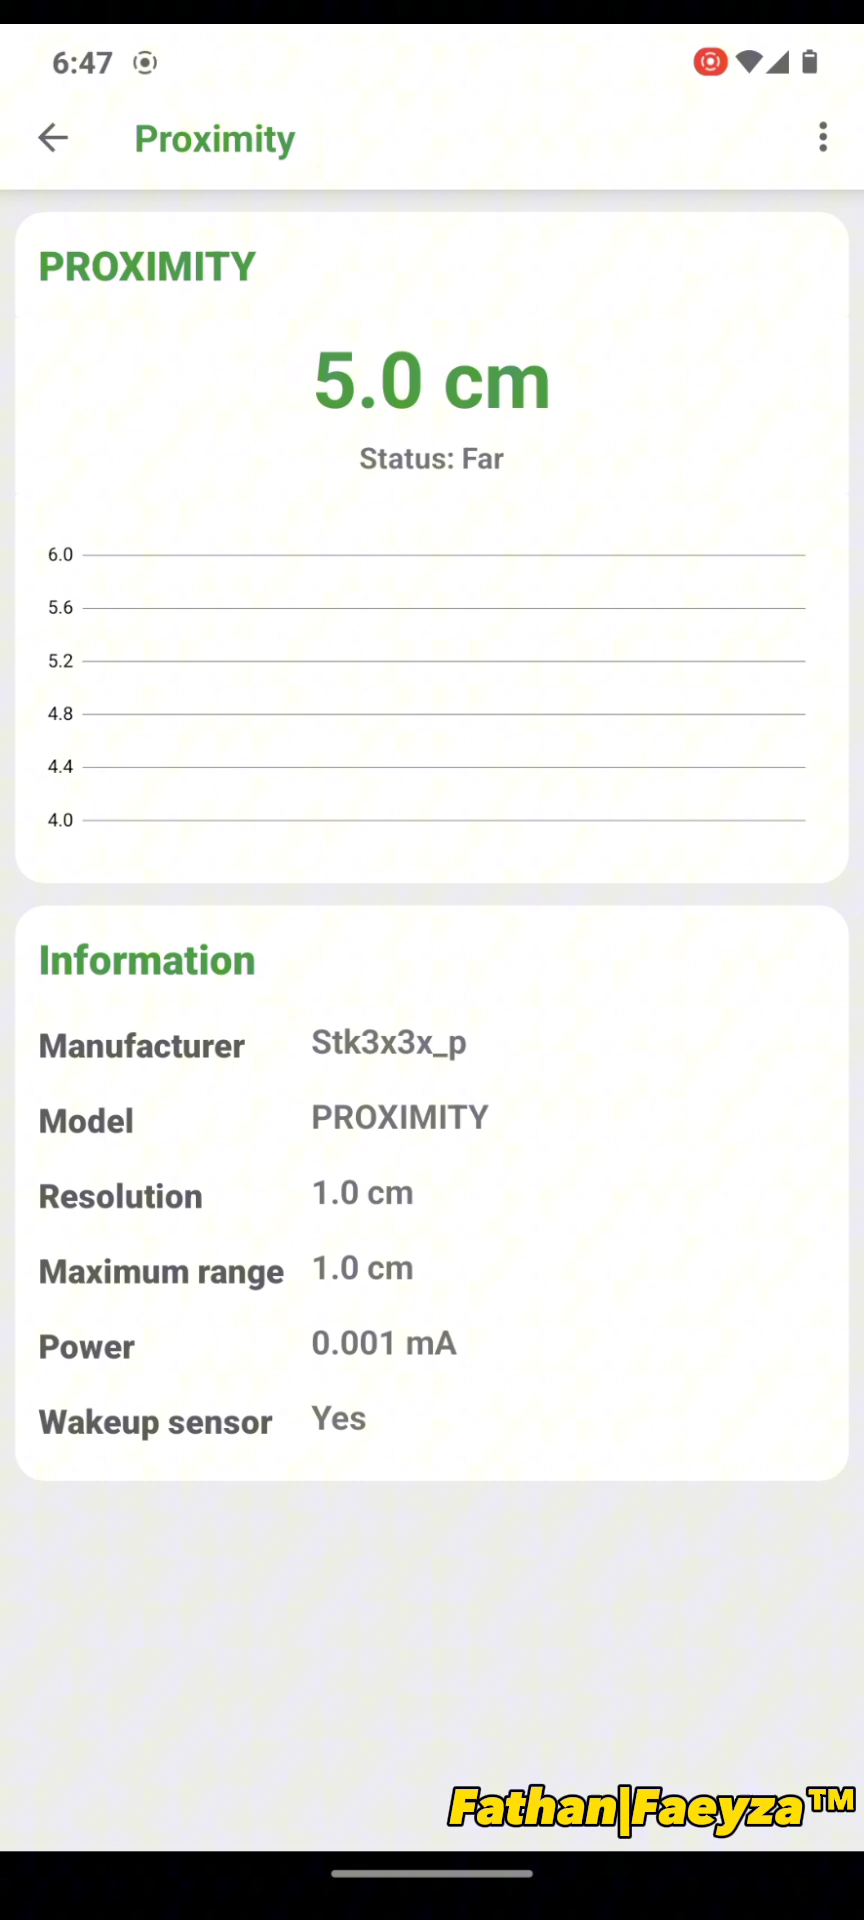 6:47
Proximity
PROXIMITY
5.0 cm
Status: Far
6.0
5.6
5.2
4.8
4.4
4.0
Information
Manufacturer Stk3x3x_p
Model PROXIMITY
Resolution 1.0 cm
Maximum range 1.0 cm
Power 0.001 mA
Wakeup sensor Yes
Fathan|Faeyza™